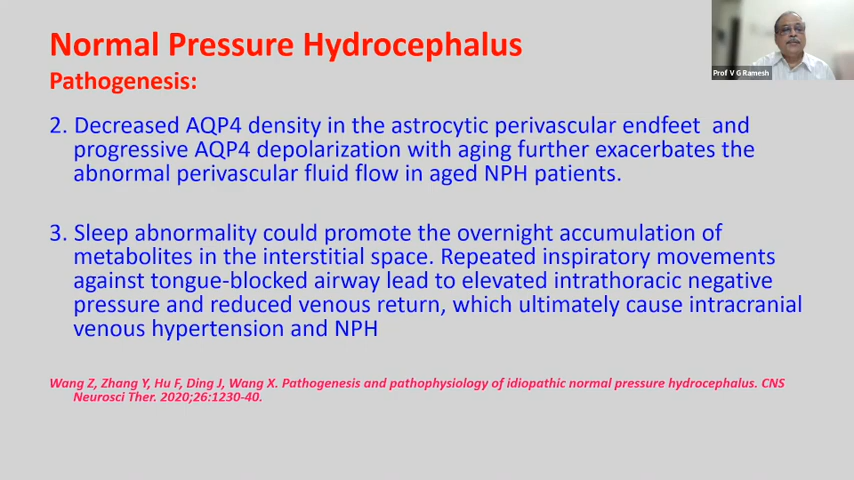 Normal Pressure Hydrocephalus
Prof V G Ramesh
Pathogenesis:
2. Decreased AQP4 density in the astrocytic perivascular endfeet and
progressive AQP4 depolarization with aging further exacerbates the
abnormal perivascular fluid flow in aged NPH patients.
3. Sleep abnormality could promote the overnight accumulation of
metabolites in the interstitial space. Repeated inspiratory movements
against tongue-blocked airway lead to elevated intrathoracic negative
pressure and reduced venous return, which ultimately cause intracranial
venous hypertension and NPH
Wang Z, Zhang Y, Hu F, Ding J, Wang X. Pathogenesis and pathophysiology of idiopathic normal pressure hydrocephalus. CNS
Neurosci Ther. 2020;26:1230-40.